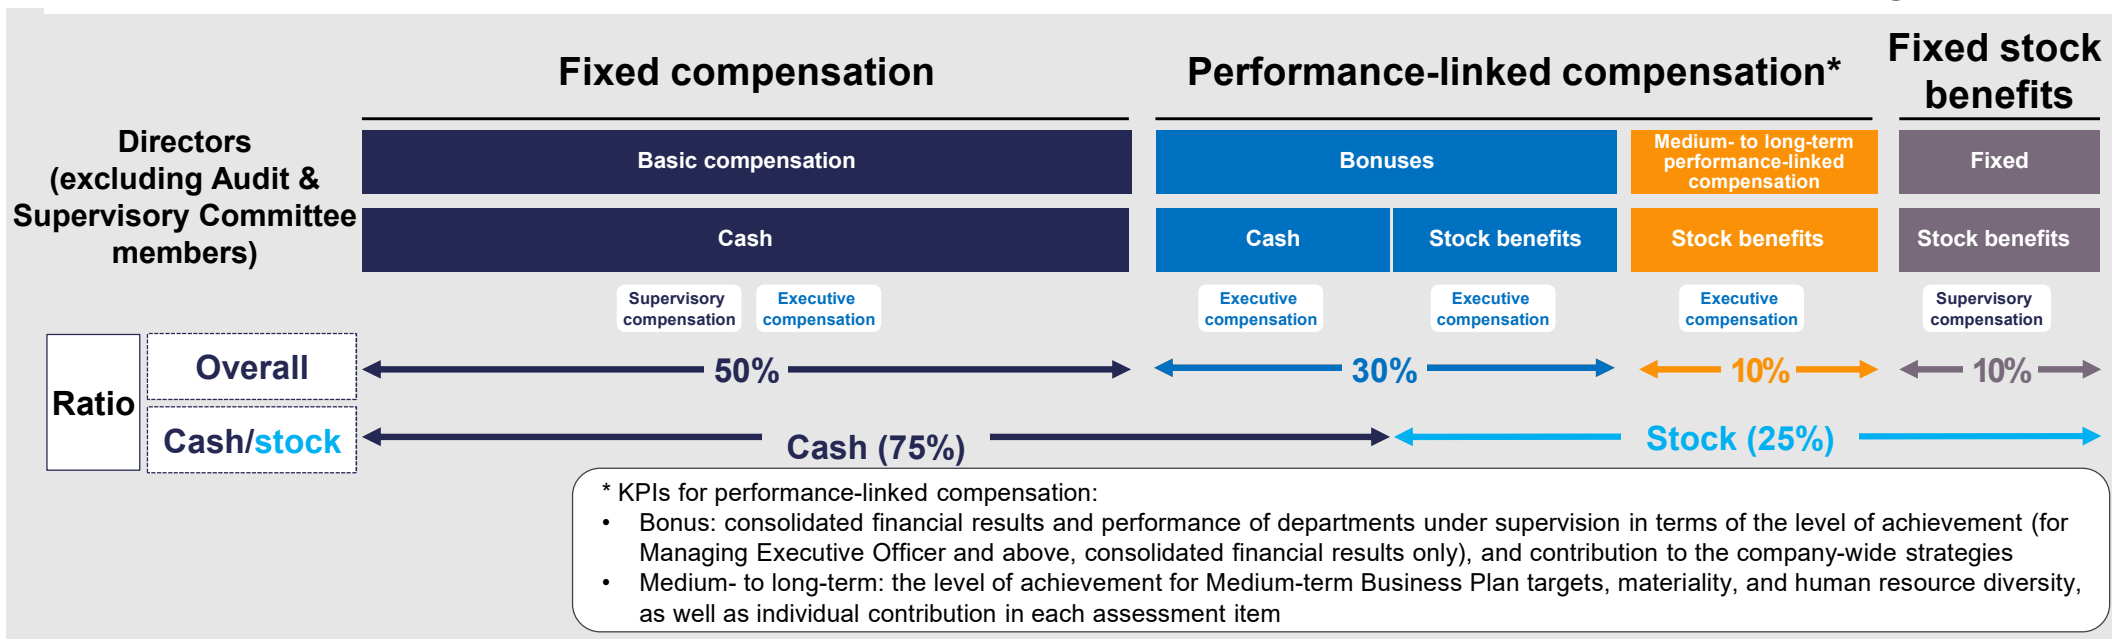 Fixed compensation
Performance-linked compensation*
Fixed stock
benefits
Directors
(excluding Audit &
Supervisory Committee
members)
Basic compensation
Bonuses
Medium- to long-term
performance-linked
compensation
Fixed
Cash
Cash
Stock benefits
Stock benefits
Stock benefits
Supervisory
compensation
Executive
compensation
Executive
compensation
Executive
compensation
Executive
compensation
Supervisory
compensation
Ratio
Overall
50%
30%
10%
10%
Cash/stock
Cash (75%)
Stock (25%)
* KPIs for performance-linked compensation:
• Bonus: consolidated financial results and performance of departments under supervision in terms of the level of achievement (for
Managing Executive Officer and above, consolidated financial results only), and contribution to the company-wide strategies
• Medium- to long-term: the level of achievement for Medium-term Business Plan targets, materiality, and human resource diversity,
as well as individual contribution in each assessment item